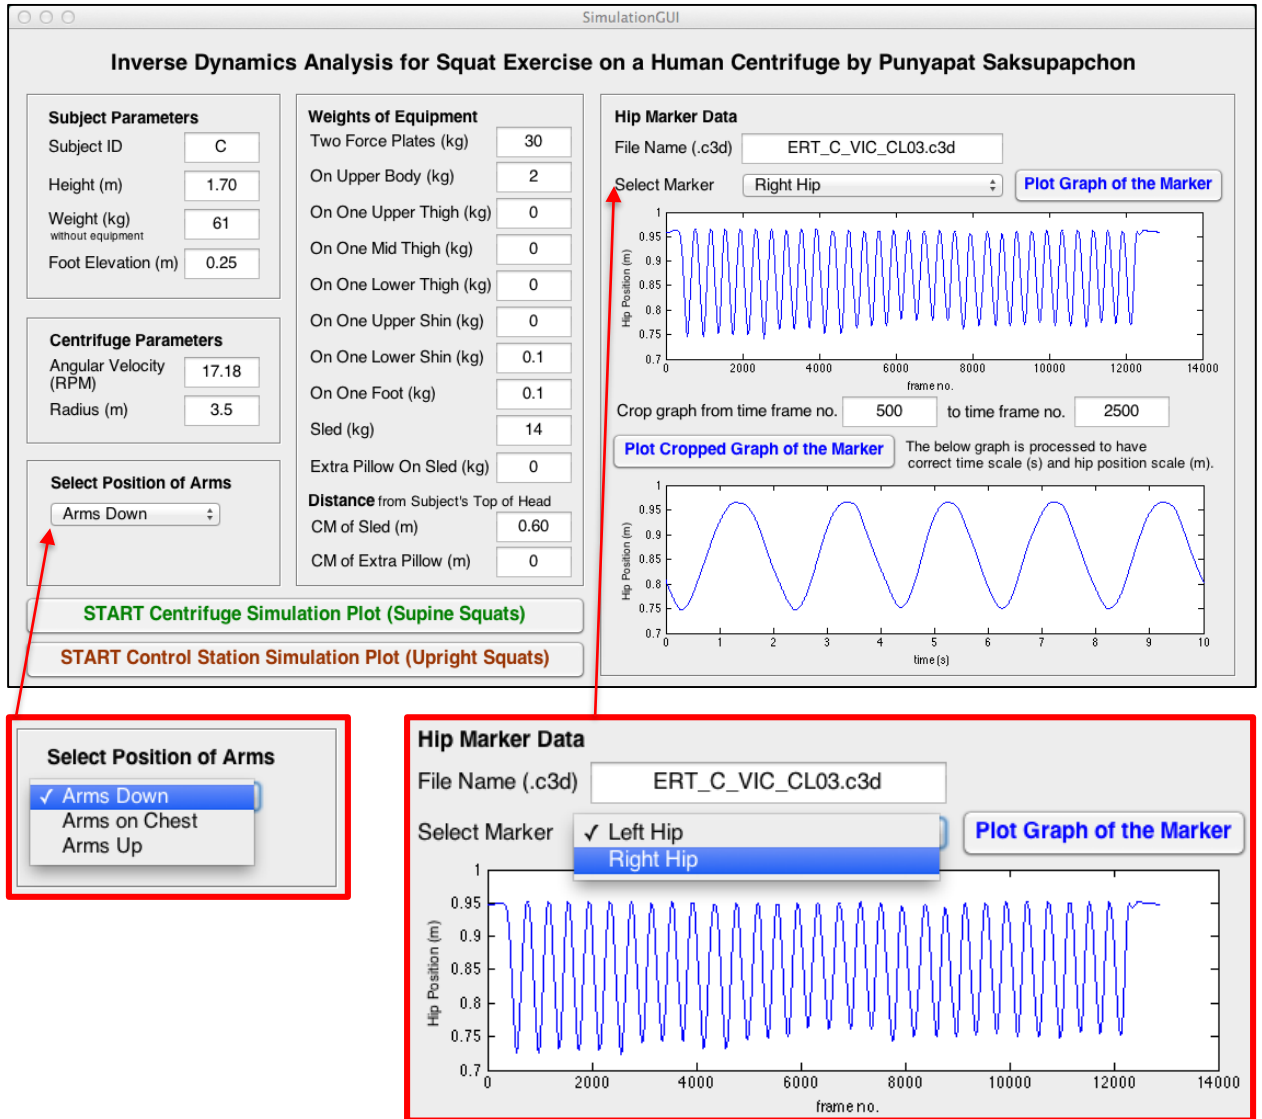 SimulationGUI
Inverse Dynamics Analysis for Squat Exercise on a Human Centrifuge by Punyapat Saksupapchon
Subject Parameters
Subject ID C
Height (m) 1.70
Weight (kg) 61
without equipment
Foot Elevation (m) 0.25
Centrifuge Parameters
Angular Velocity (RPM) 17.18
Radius (m) 3.5
Select Position of Arms
Arms Down
Weights of Equipment
Two Force Plates (kg) 30
On Upper Body (kg) 2
On One Upper Thigh (kg) 0
On One Mid Thigh (kg) 0
On One Lower Thigh (kg) 0
On One Upper Shin (kg) 0
On One Lower Shin (kg) 0.1
On One Foot (kg) 0.1
Sled (kg) 14
Extra Pillow On Sled (kg) 0
Distance from Subject's Top of Head
CM of Sled (m) 0.60
CM of Extra Pillow (m) 0
START Centrifuge Simulation Plot (Supine Squats)
START Control Station Simulation Plot (Upright Squats)
Hip Marker Data
File Name (.c3d) ERT_C_VIC_CL03.c3d
Select Marker Right Hip Plot Graph of the Marker
Hip Position (m)
1
0.95
0.9
0.85
0.8
0.75
0.7
0 2000 4000 6000 8000 10000 12000 14000
frame no.
Crop graph from time frame no. 500 to time frame no. 2500
Plot Cropped Graph of the Marker
The below graph is processed to have
correct time scale (s) and hip position scale (m).
Hip Position (m)
1
0.95
0.9
0.85
0.8
0.75
0.7
0 1 2 3 4 5 6 7 8 9 10
time (s)
Select Position of Arms
✓ Arms Down
Arms on Chest
Arms Up
Hip Marker Data
File Name (.c3d) ERT_C_VIC_CL03.c3d
Select Marker ✓ Left Hip Plot Graph of the Marker
Right Hip
Hip Position (m)
1
0.95
0.9
0.85
0.8
0.75
0.7
0 2000 4000 6000 8000 10000 12000 14000
frame no.